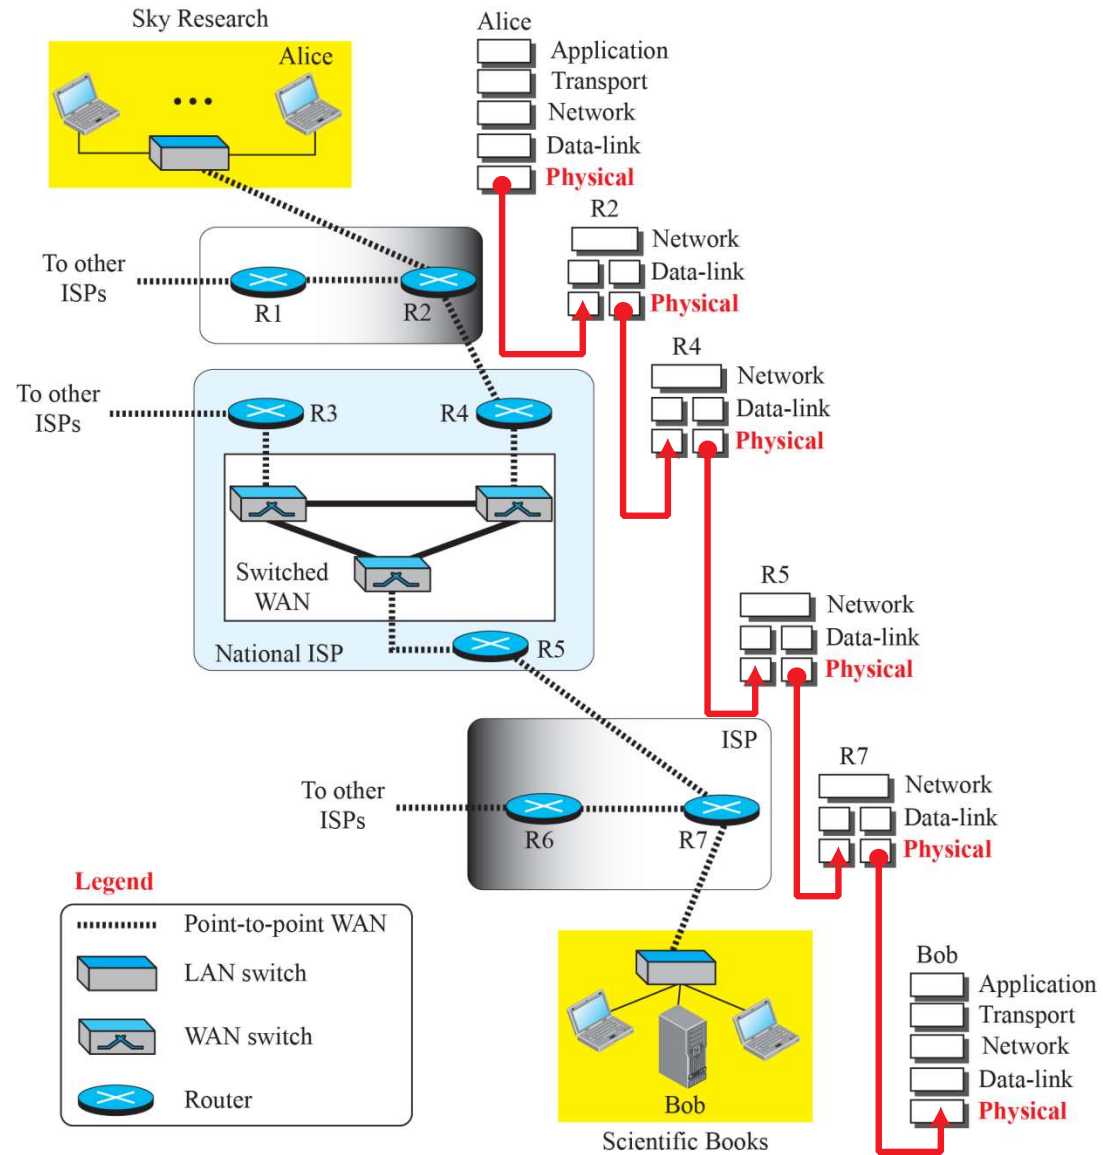 Sky Research
Alice
Alice
Application
Transport
Network
Data-link
Physical
R2
Network
Data-link
Physical
To other
ISPs
R1
R2
R4
Network
Data-link
Physical
To other
ISPs
R3
R4
Switched
WAN
National ISP
R5
R5
Network
Data-link
Physical
ISP
To other
ISPs
R6
R7
R7
Network
Data-link
Physical
Legend
Point-to-point WAN
LAN switch
WAN switch
Router
Bob
Scientific Books
Bob
Application
Transport
Network
Data-link
Physical